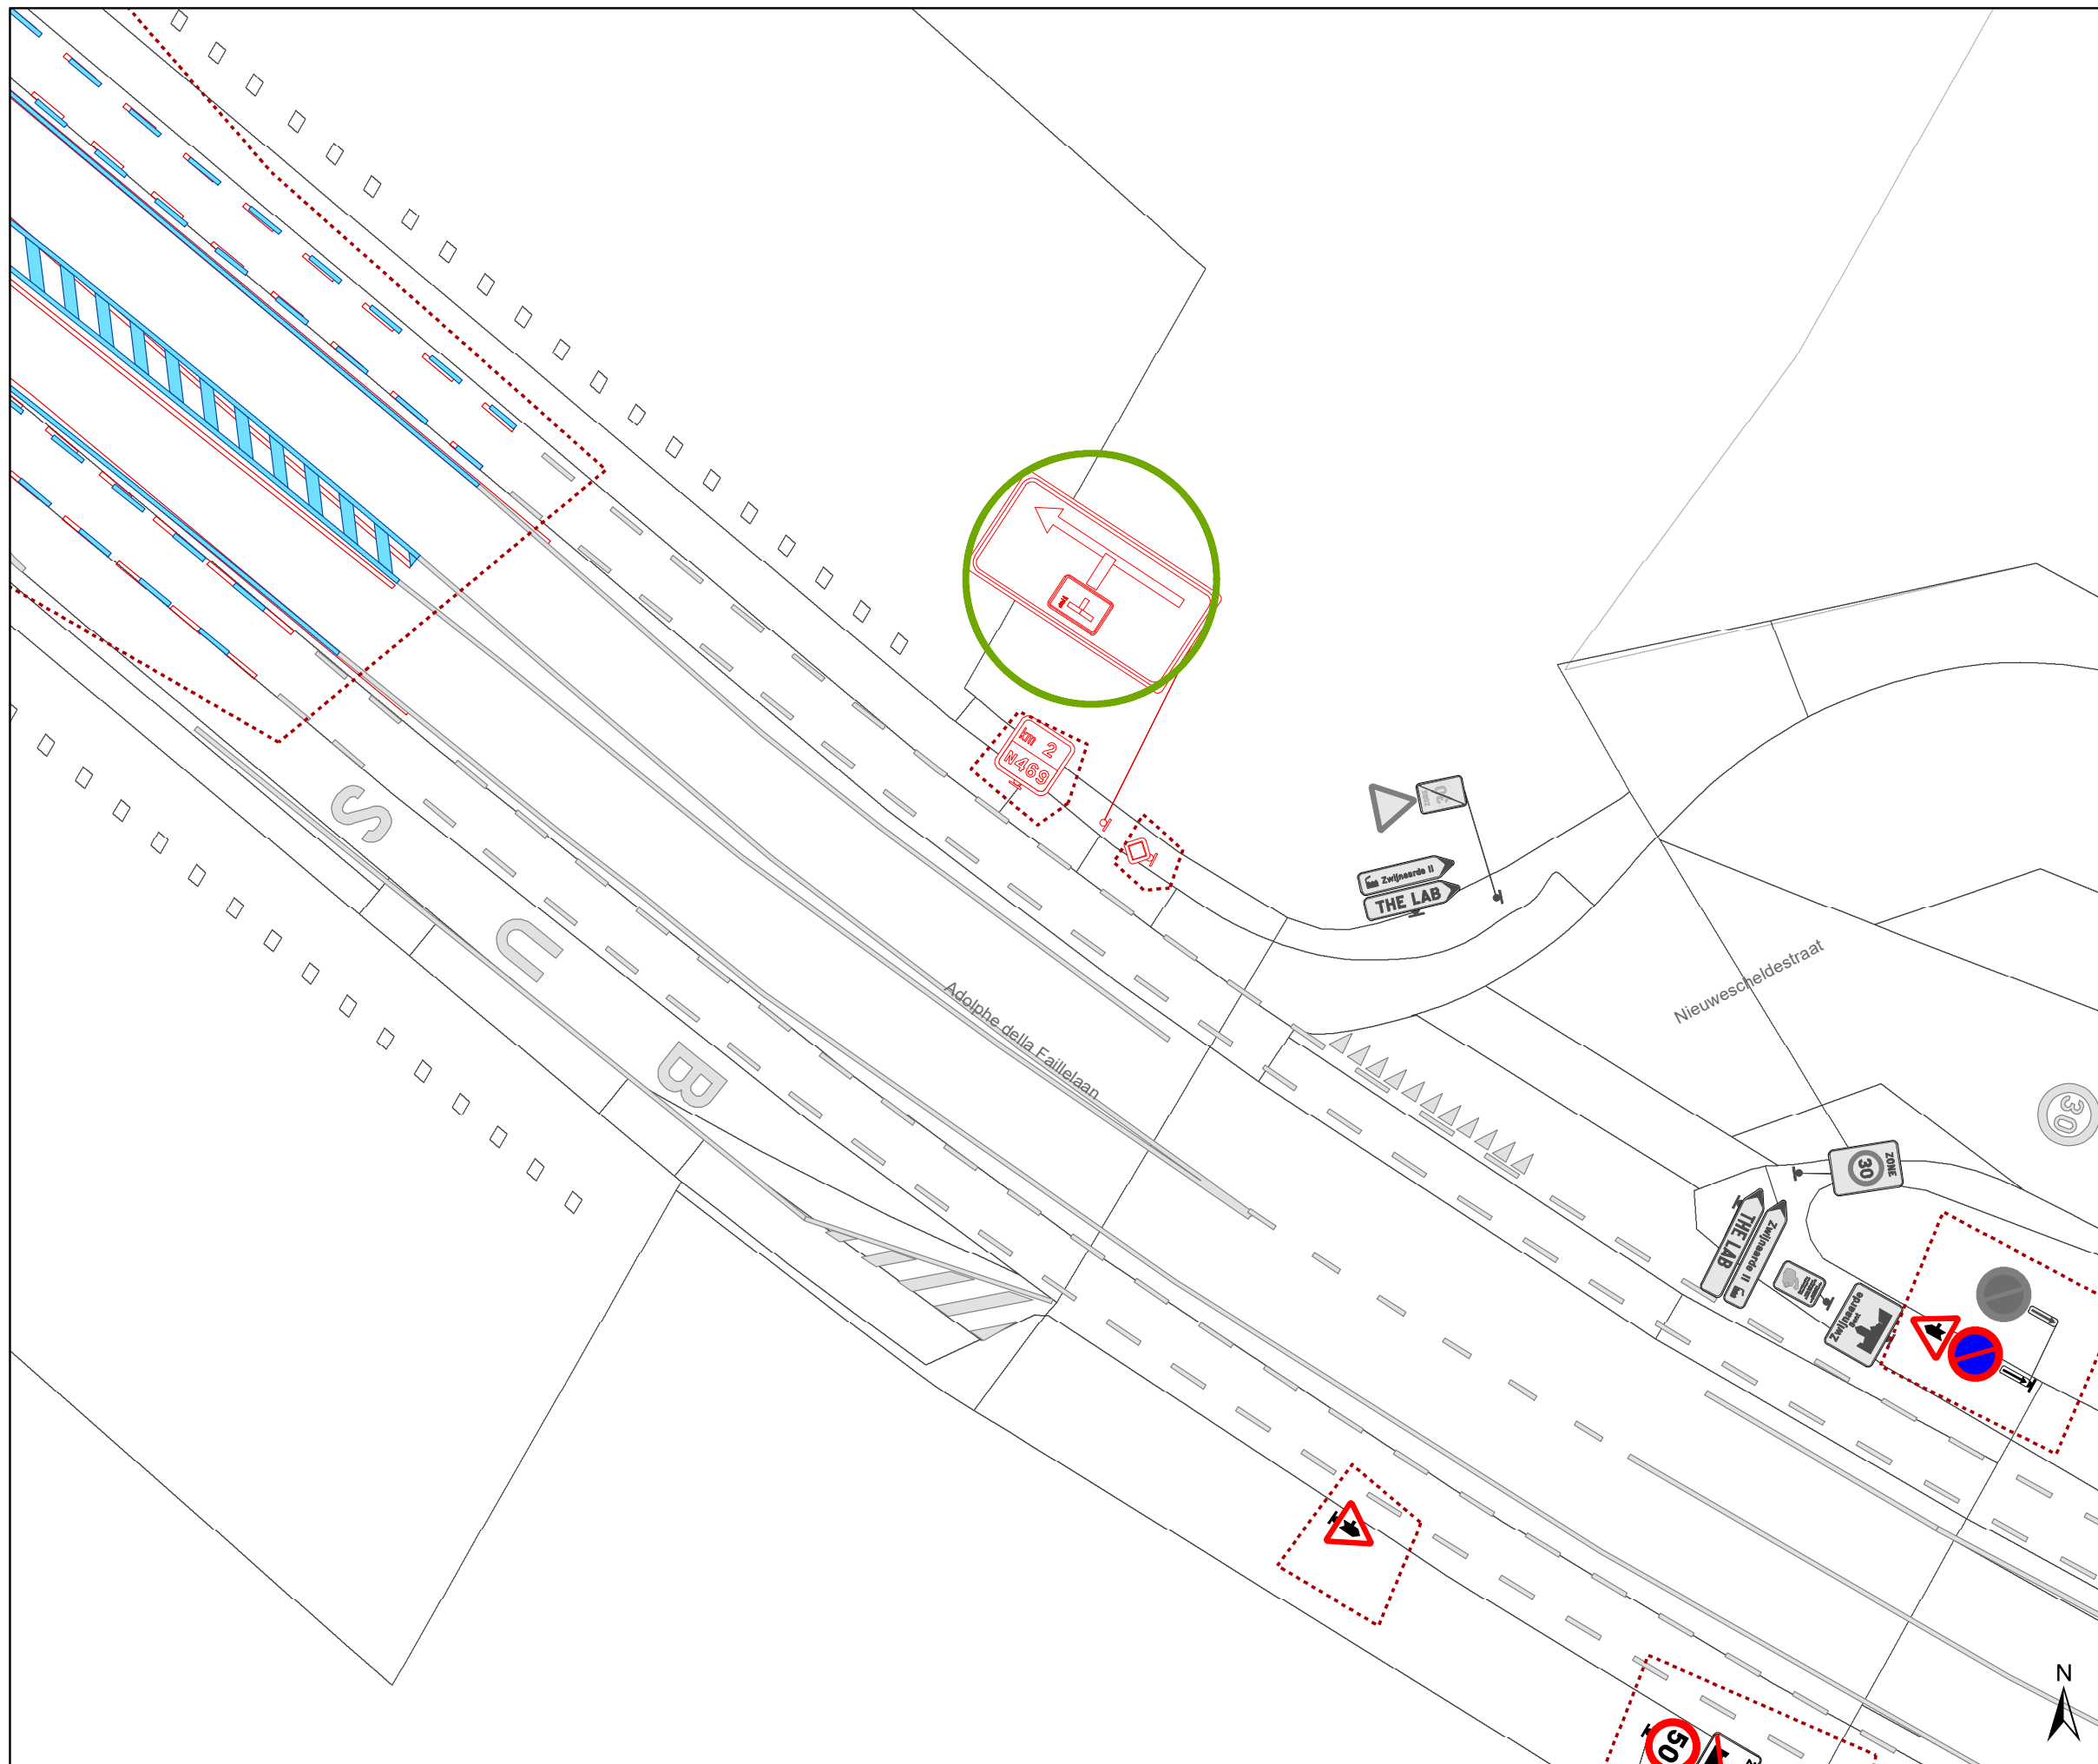 km 2
N469
Zwijnaarde II
THE LAB
S
U
B
Adolphe della Faillelaan
Nieuwescheldestraat
30
30
ZONE
THE LAB
Zwijnaarde II
Zwijnaarde
Gent
N
50